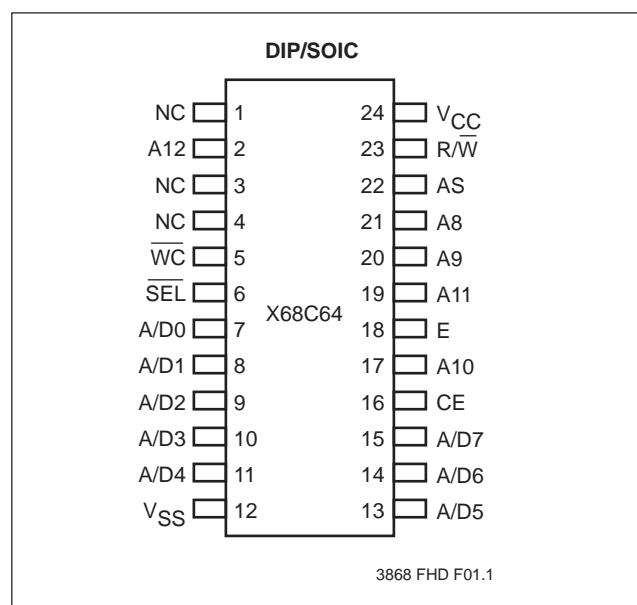 DIP/SOIC
NC 1 24 VCC
A12 2 23 R/W̅
NC 3 22 AS
NC 4 21 A8
W̅C̅ 5 20 A9
S̅E̅L̅ 6 19 A11
X68C64
A/D0 7 18 E
A/D1 8 17 A10
A/D2 9 16 CE
A/D3 10 15 A/D7
A/D4 11 14 A/D6
VSS 12 13 A/D5
3868 FHD F01.1